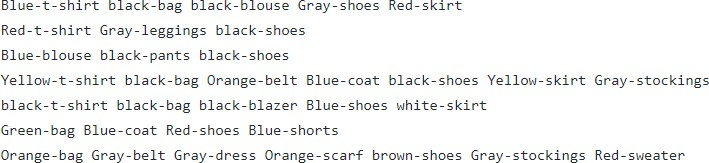 Blue-t-shirt black-bag black-blouse Gray-shoes Red-skirt
Red-t-shirt Gray-leggings black-shoes
Blue-blouse black-pants black-shoes
Yellow-t-shirt black-bag Orange-belt Blue-coat black-shoes Yellow-skirt Gray-stockings
black-t-shirt black-bag black-blazer Blue-shoes white-skirt
Green-bag Blue-coat Red-shoes Blue-shorts
Orange-bag Gray-belt Gray-dress Orange-scarf brown-shoes Gray-stockings Red-sweater